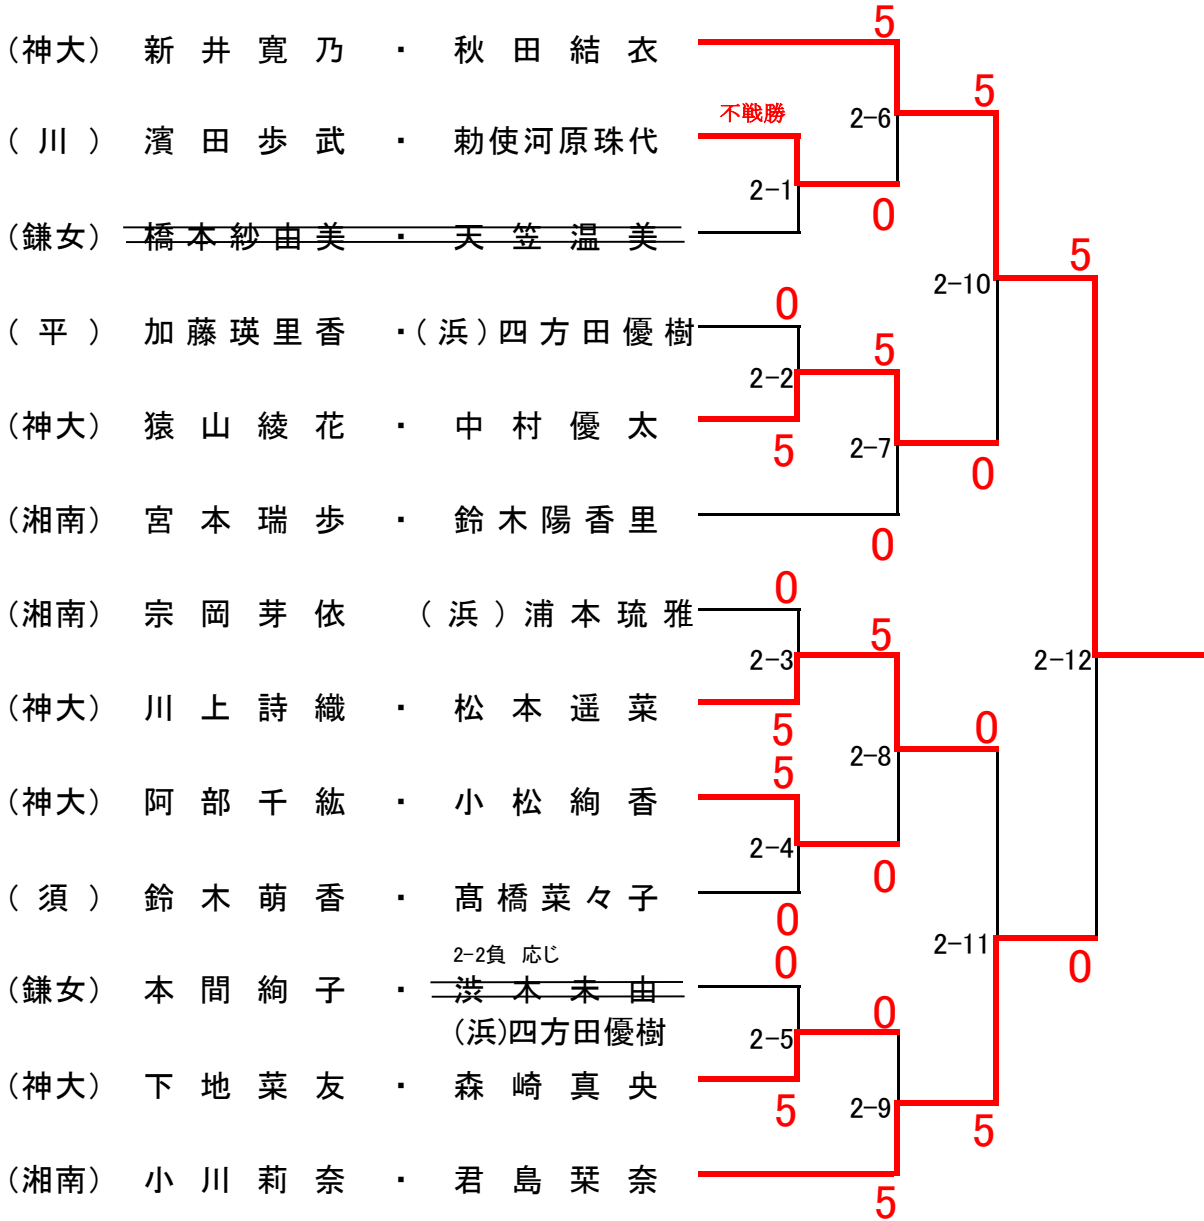 5
(神大) 新井寛乃 ・ 秋田結衣
5
不戦勝
2-6
(川) 濱田歩武 ・ 勅使河原珠代
2-1
0
(鎌女) 橋本紗由美 ・ 天笠温美
5
2-10
0
(平) 加藤瑛里香 ・(浜)四方田優樹
5
2-2
(神大) 猿山綾花 ・ 中村優太
5
2-7
0
(湘南) 宮本瑞歩 ・ 鈴木陽香里
0
0
(湘南) 宗岡芽依 (浜)浦本琉雅
5
2-3
2-12
(神大) 川上詩織 ・ 松本遥菜
5
0
2-8
5
(神大) 阿部千紘 ・ 小松絢香
2-4
0
(須) 鈴木萌香 ・ 髙橋菜々子
0
2-11
2-2負 応じ
0
0
(鎌女) 本間絢子 ・ 渋木未由
0
(浜)四方田優樹
2-5
(神大) 下地菜友 ・ 森崎真央
5
2-9
5
(湘南) 小川莉奈 ・ 君島栞奈
5